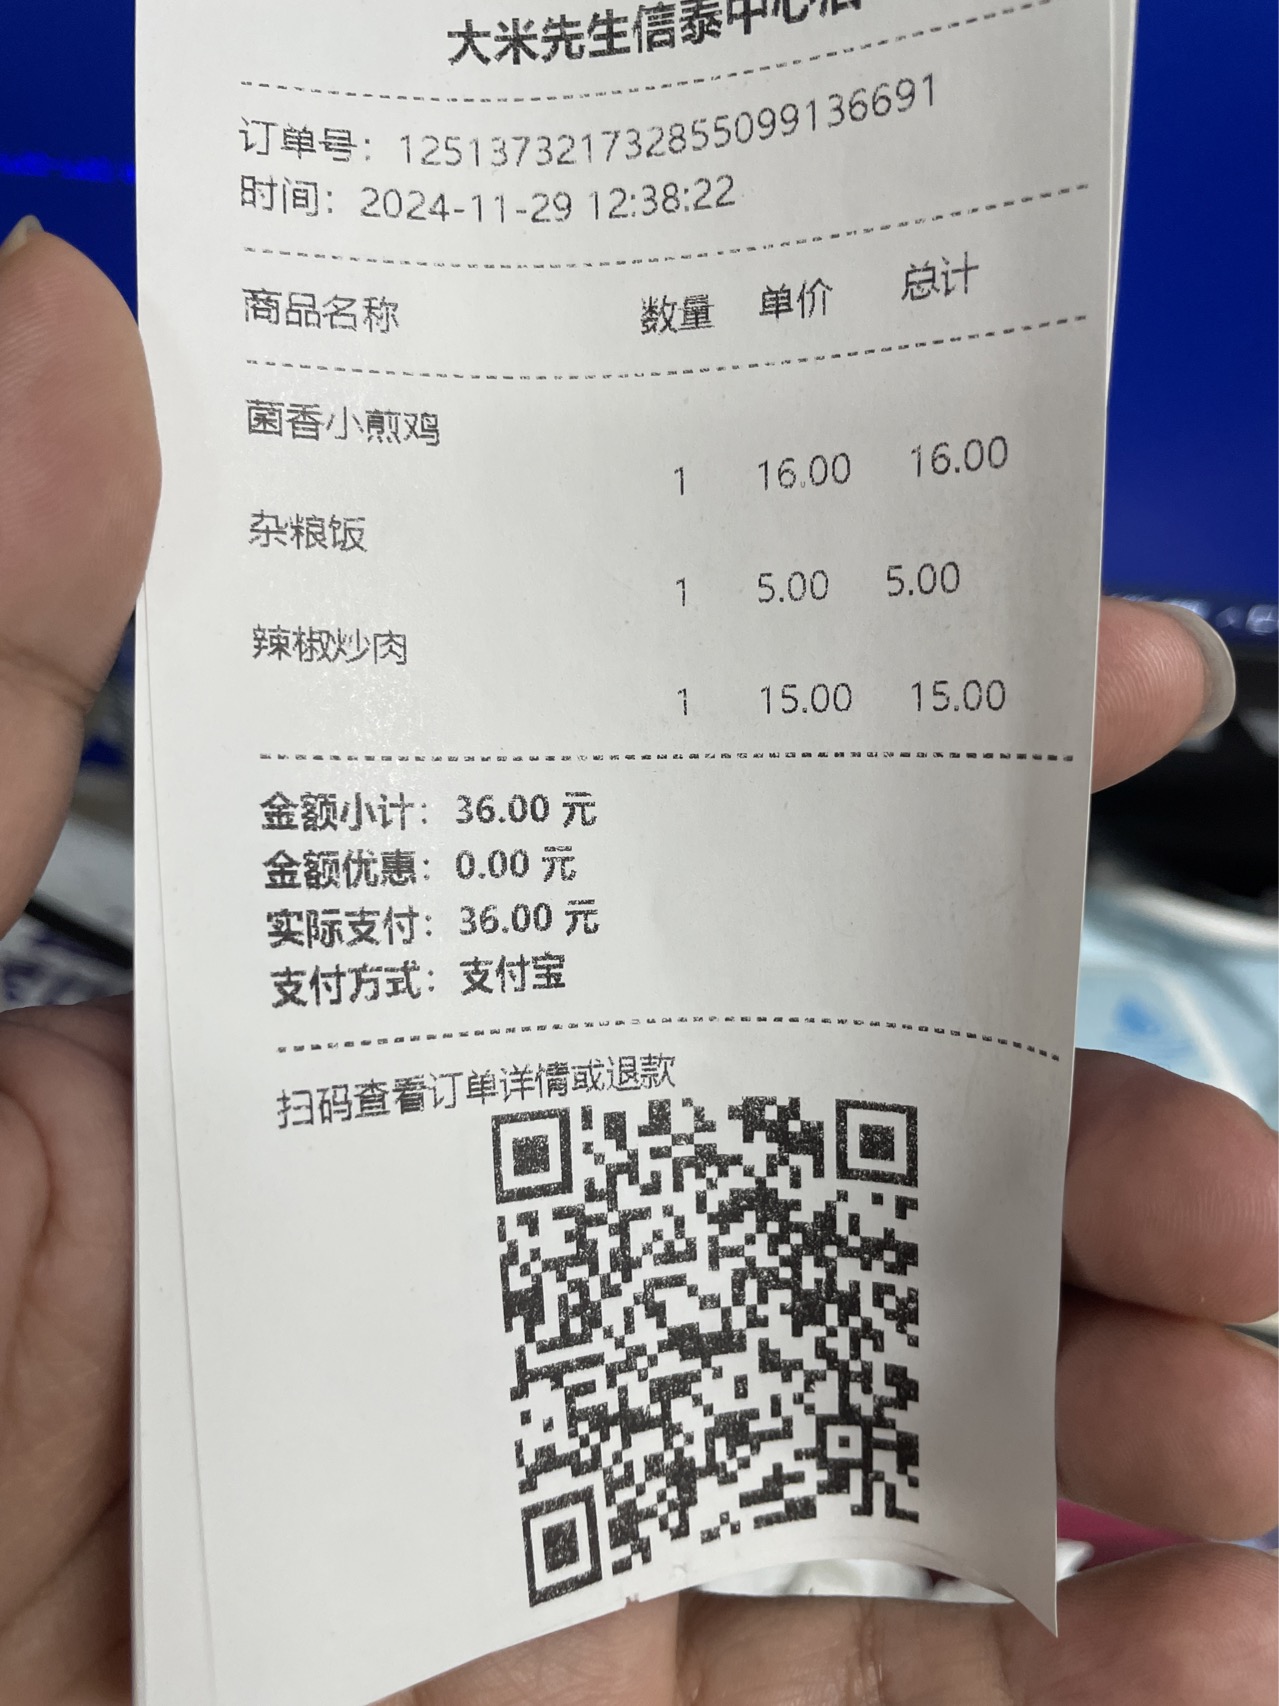 大米先生信泰中心店
订单号：1251373217328550991 36691
时间：2024-11-29 12:38:22
商品名称 数量 单价 总计
菌香小煎鸡
1 16.00 16.00
杂粮饭
1 5.00 5.00
辣椒炒肉
1 15.00 15.00
金额小计：36.00 元
金额优惠：0.00 元
实际支付：36.00 元
支付方式：支付宝
扫码查看订单详情或退款